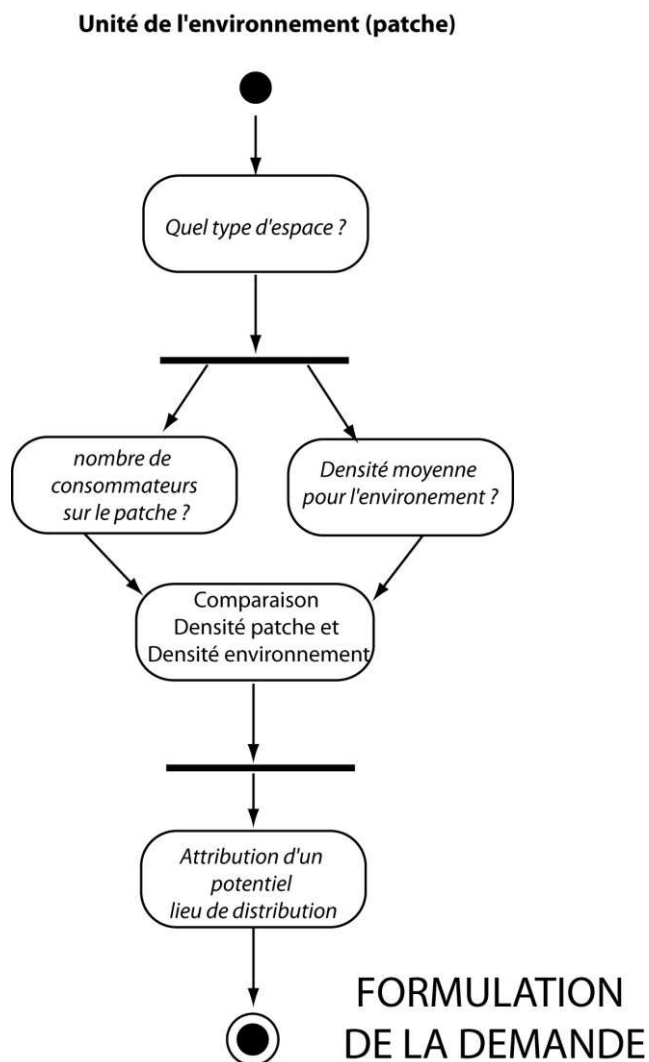 Unité de l'environnement (patche)
Quel type d'espace ?
nombre de
consommateurs
sur le patche ?
Densité moyenne
pour l'environement ?
Comparaison
Densité patche et
Densité environnement
Attribution d'un
potentiel
lieu de distribution
FORMULATION
DE LA DEMANDE